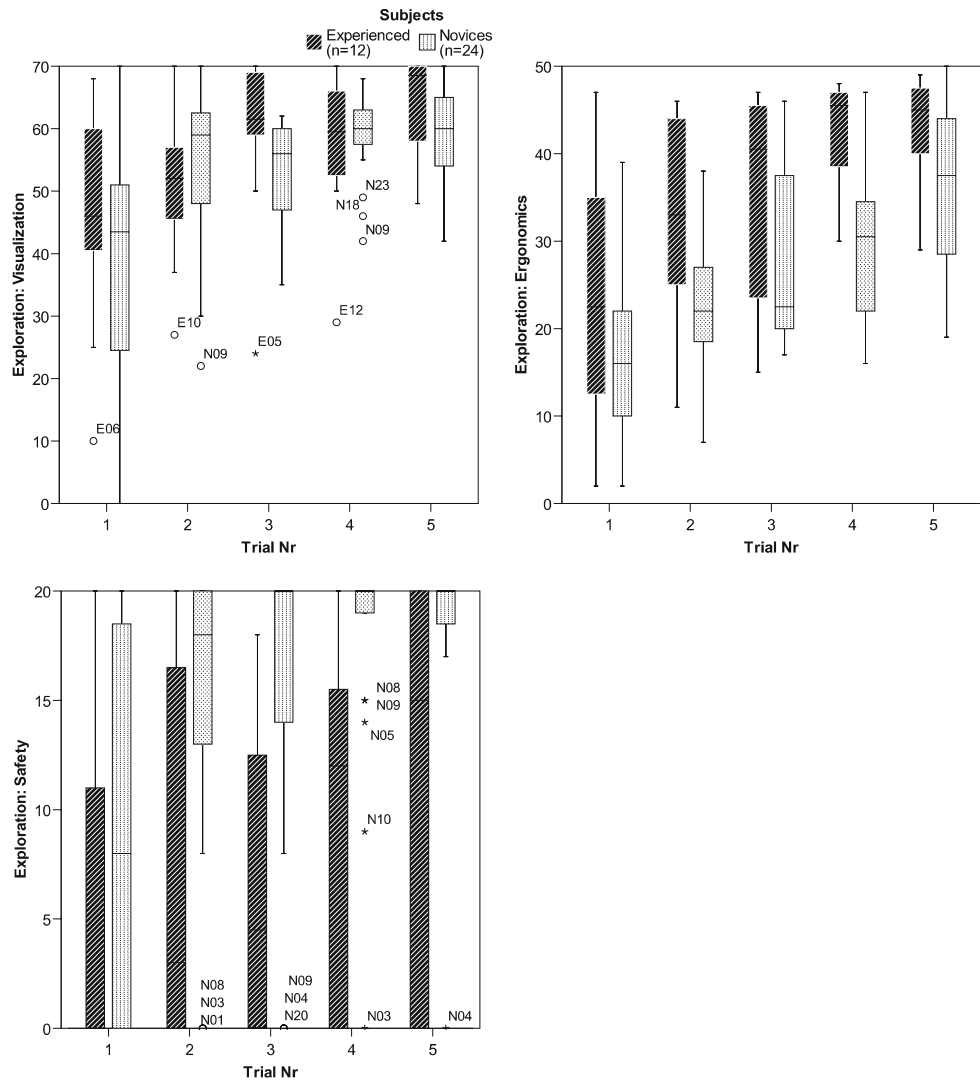 Subjects
Experienced (n=12)
Novices (n=24)
Exploration: Visualization
70
60
50
40
30
20
10
0
E06
E10
N09
E05
E12
N23
N18
N09
1 2 3 4 5
Trial Nr
Exploration: Ergonomics
50
40
30
20
10
0
1 2 3 4 5
Trial Nr
Exploration: Safety
20
15
10
5
0
N08
N03
N01
N09
N04
N20
N08
N09
N05
N10
N03
N04
1 2 3 4 5
Trial Nr